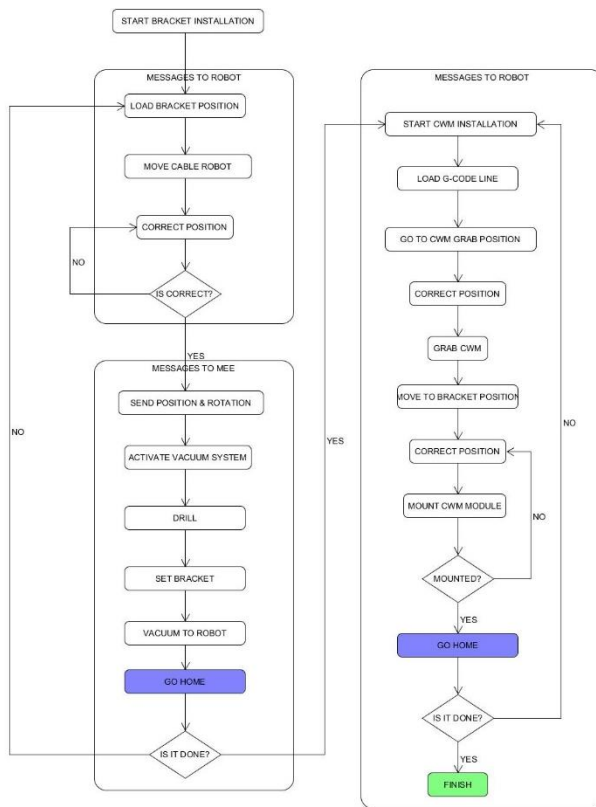 START BRACKET INSTALLATION
MESSAGES TO ROBOT
LOAD BRACKET POSITION
MOVE CABLE ROBOT
CORRECT POSITION
NO
IS CORRECT?
YES
MESSAGES TO MEE
SEND POSITION & ROTATION
NO
ACTIVATE VACUUM SYSTEM
DRILL
SET BRACKET
VACUUM TO ROBOT
GO HOME
IS IT DONE?
YES
MESSAGES TO ROBOT
START CWM INSTALLATION
LOAD G-CODE LINE
GO TO CWM GRAB POSITION
CORRECT POSITION
GRAB CWM
MOVE TO BRACKET POSITION
NO
CORRECT POSITION
MOUNT CWM MODULE
NO
MOUNTED?
YES
GO HOME
IS IT DONE?
YES
FINISH